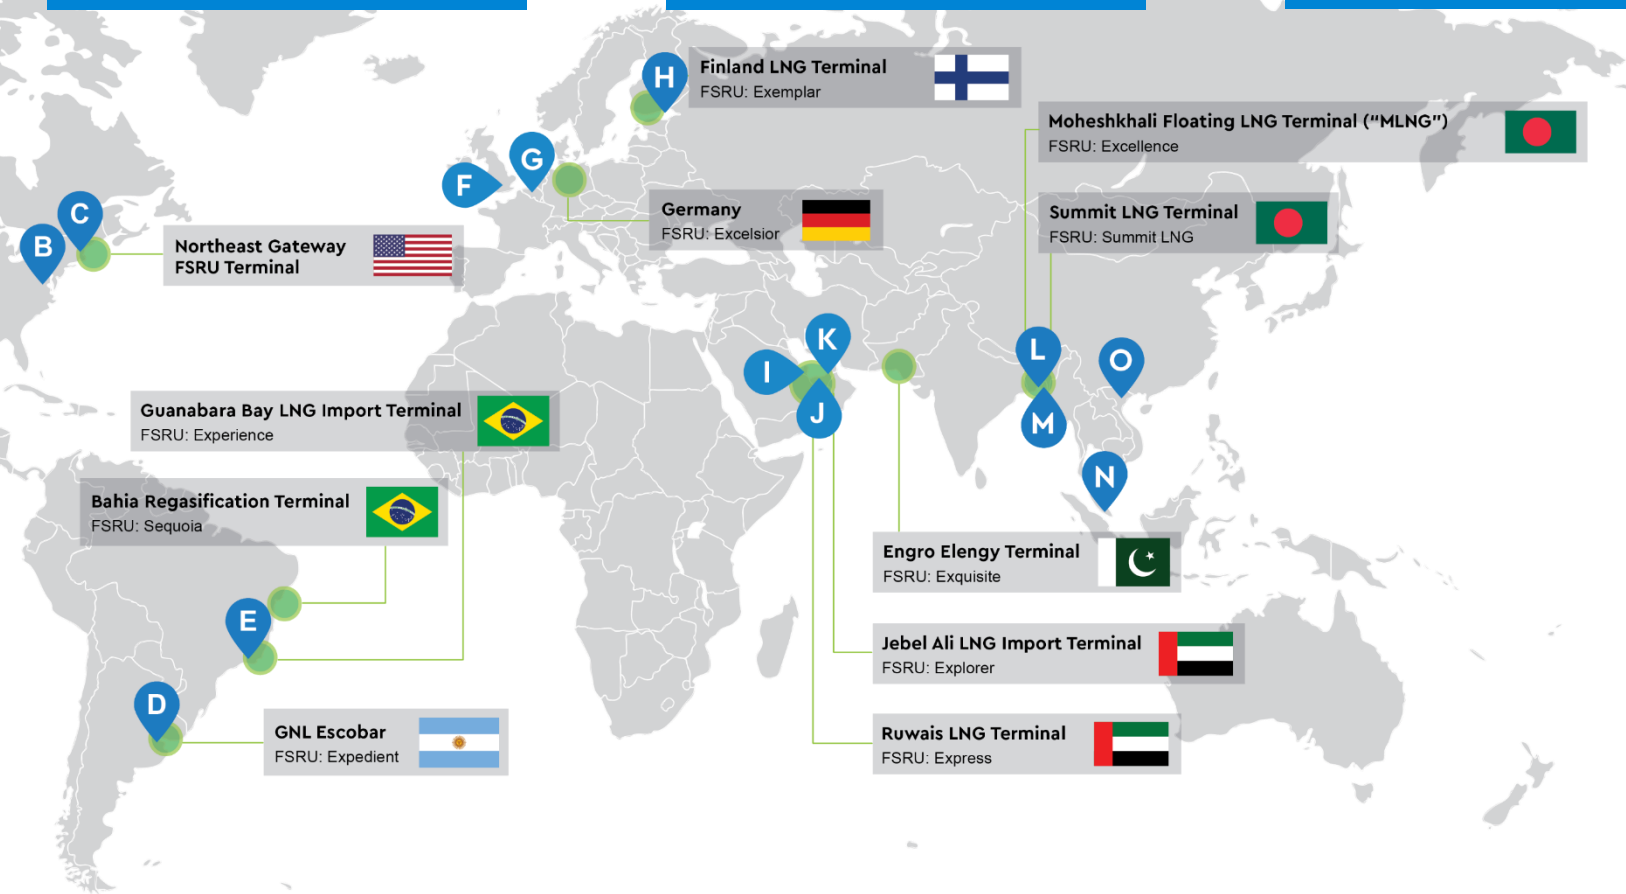 H
Finland LNG Terminal
FSRU: Exemplar
Moheshkhali Floating LNG Terminal (“MLNG”)
FSRU: Excellence
G
F
Germany
FSRU: Excelsior
Summit LNG Terminal
FSRU: Summit LNG
C
B
Northeast Gateway
FSRU Terminal
K
I
J
L
O
M
N
Guanabara Bay LNG Import Terminal
FSRU: Experience
Bahia Regasification Terminal
FSRU: Sequoia
Engro Elengy Terminal
FSRU: Exquisite
E
Jebel Ali LNG Import Terminal
FSRU: Explorer
D
GNL Escobar
FSRU: Expedient
Ruwais LNG Terminal
FSRU: Express